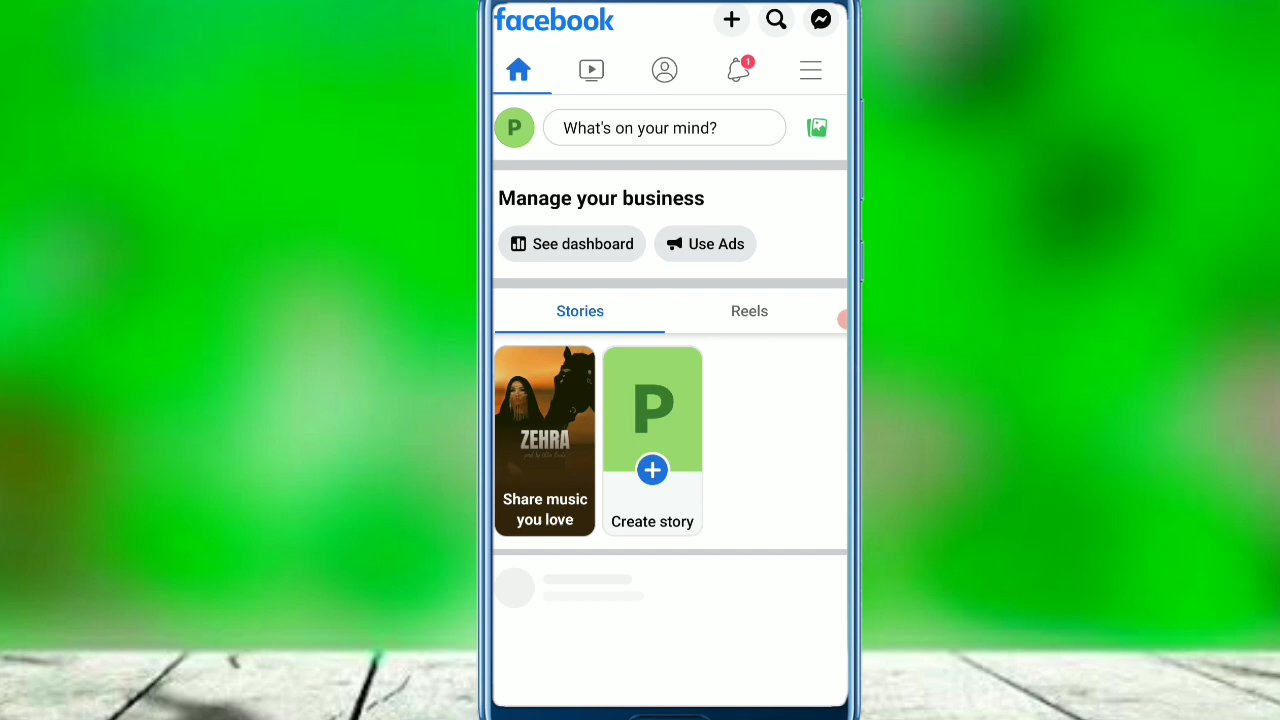 facebook
1
P
What's on your mind?
Manage your business
See dashboard
Use Ads
Stories
Reels
ZEHRA
Share music
you love
P
Create story